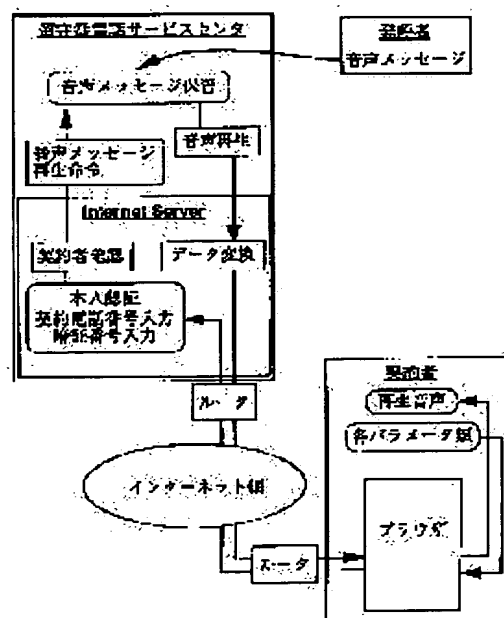 留守番電話サービスセンタ
発呼者
音声メッセージ
音声メッセージ保管
音声再生
音声メッセージ
再生命令
Internet Server
契約者認識
データ変換
本人認証
契約電話番号入力
暗証番号入力
ルータ
契約者
再生音声
各パラメータ類
インターネット網
ブラウザ
ルータ